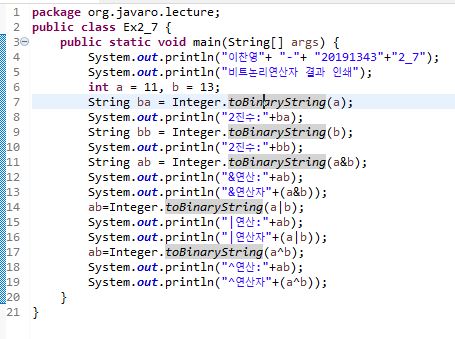 1 package org.javaro.lecture;
2 public class Ex2_7 {
3 public static void main(String[] args) {
4 System.out.println("이찬영"+ "-"+ "20191343"+"2_7");
5 System.out.println("비트논리연산자 결과 인쇄");
6 int a = 11, b = 13;
7 String ba = Integer.toBinaryString(a);
8 System.out.println("2진수:"+ba);
9 String bb = Integer.toBinaryString(b);
10 System.out.println("2진수:"+bb);
11 String ab = Integer.toBinaryString(a&b);
12 System.out.println("&연산:"+ab);
13 System.out.println("&연산자"+(a&b));
14 ab=Integer.toBinaryString(a|b);
15 System.out.println("|연산:"+ab);
16 System.out.println("|연산자"+(a|b));
17 ab=Integer.toBinaryString(a^b);
18 System.out.println("^연산:"+ab);
19 System.out.println("^연산자"+(a^b));
20 }
21 }